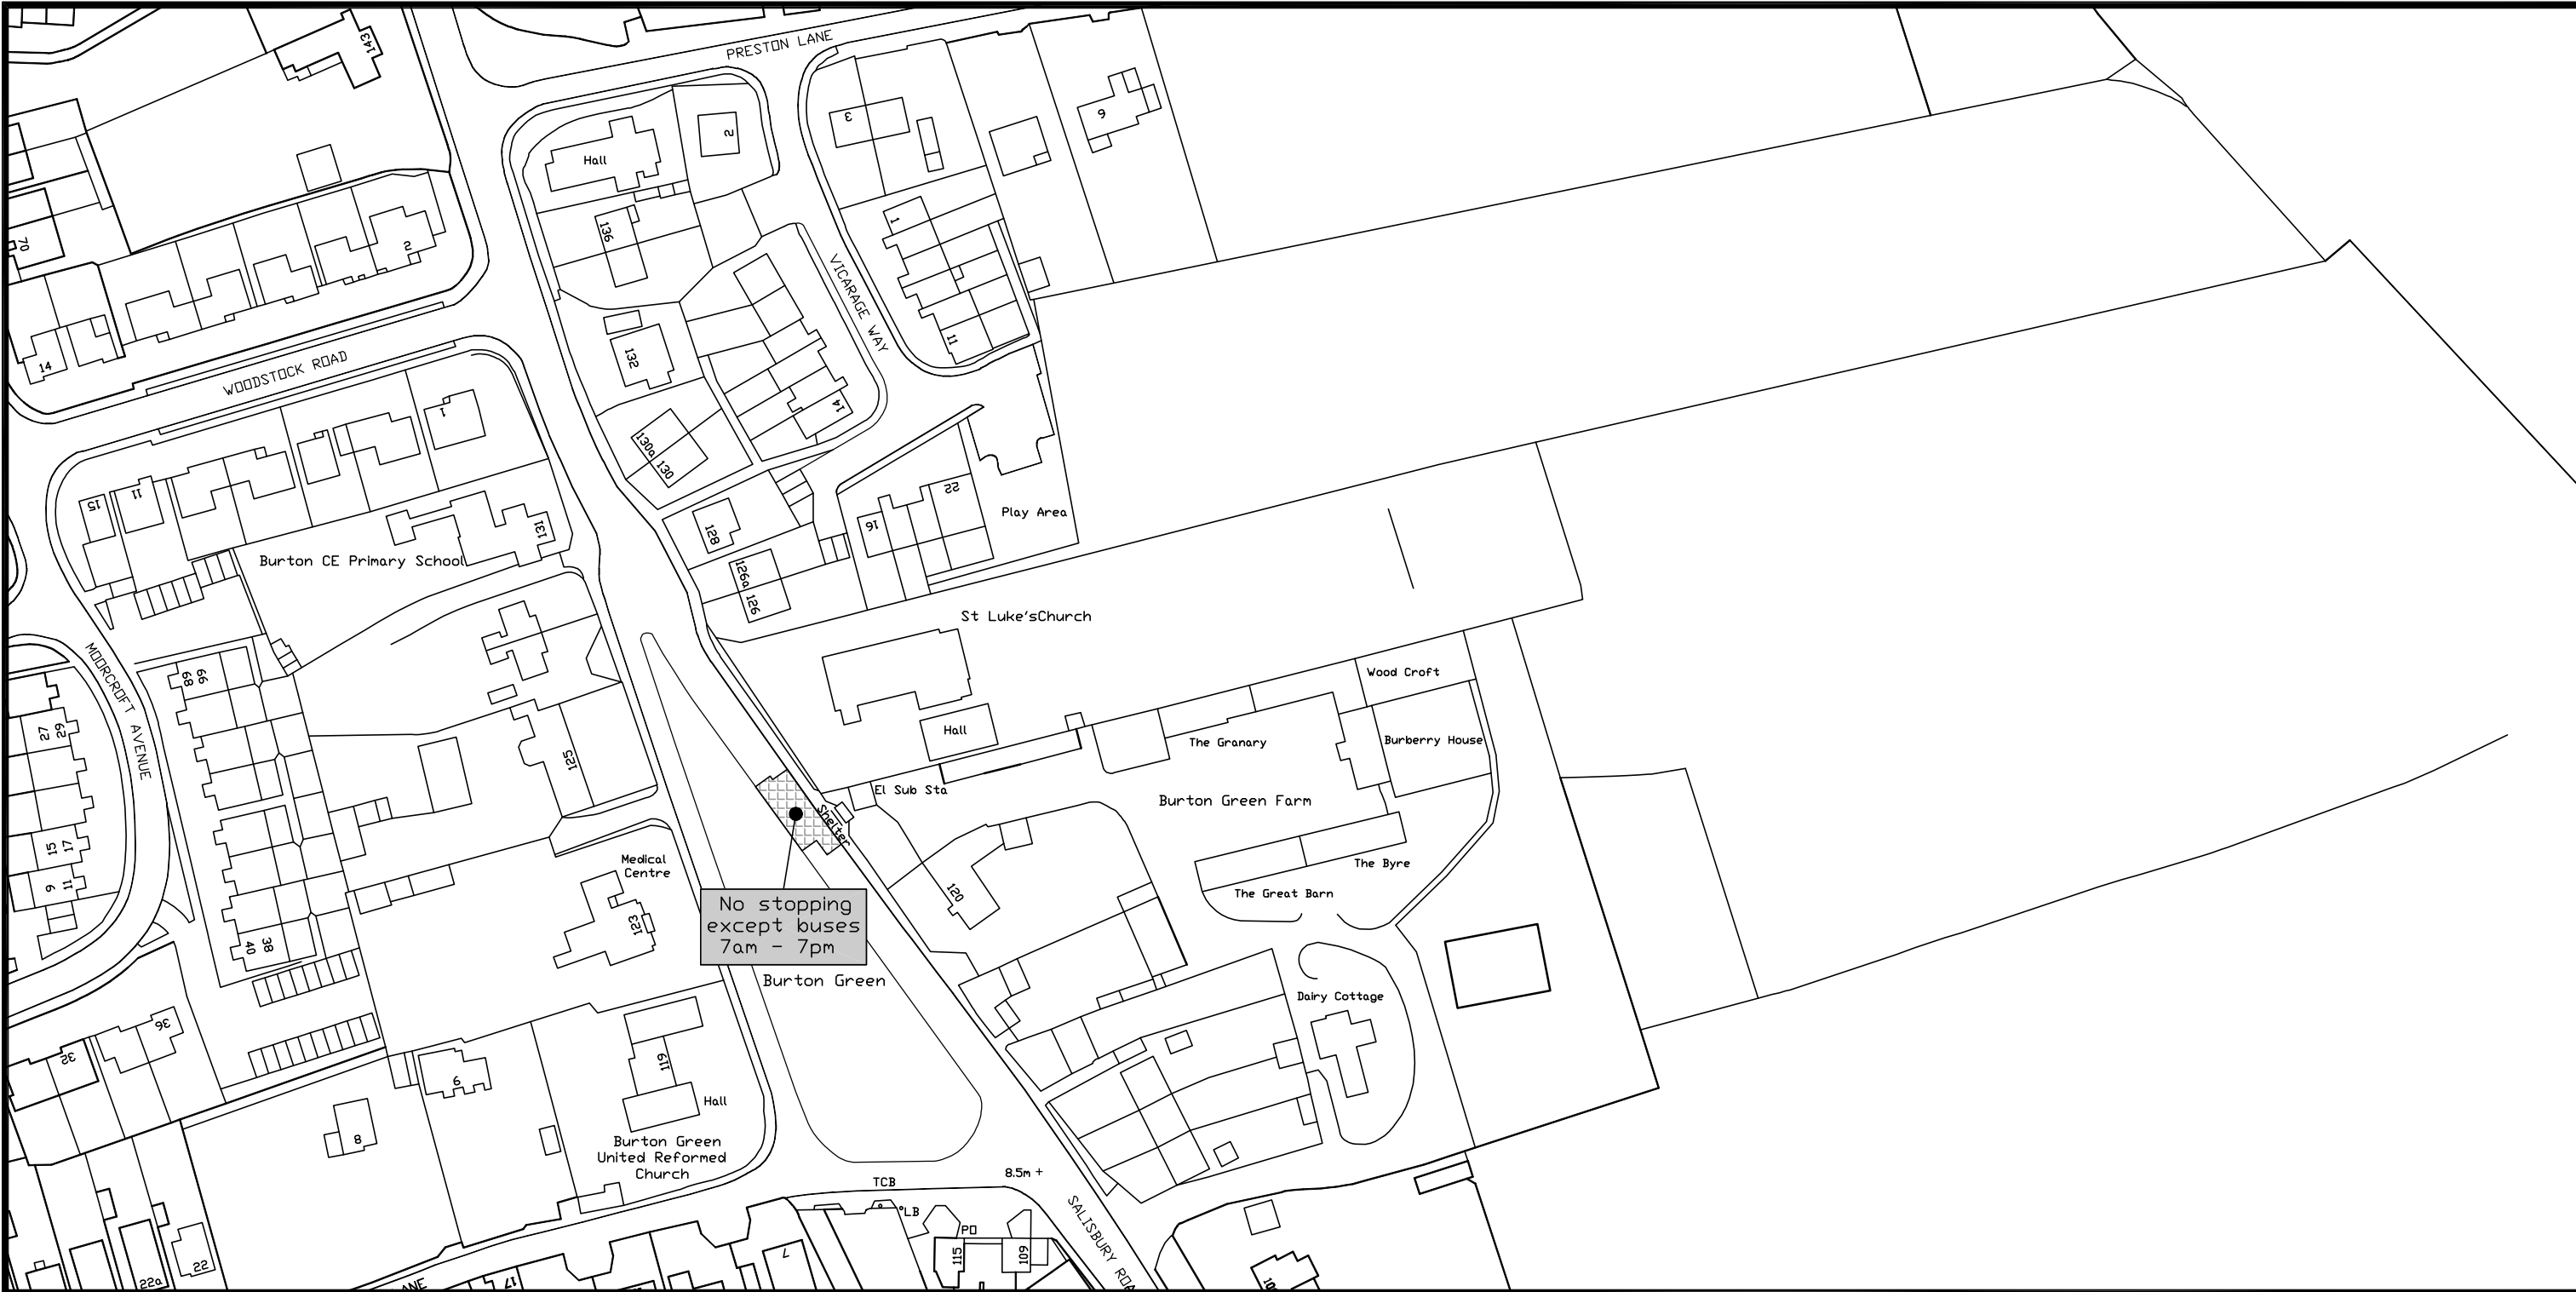 PRESTON LANE
143
3
6
2
Hall
136
1
70
2
VICARAGE WAY
14
WOODSTOCK ROAD
132
11
1
14
130a
130
15
11
22
16
128
131
Play Area
Burton CE Primary School
126a
126
St Luke'sChurch
MOORCROFT AVENUE
68
66
Wood Croft
27
29
Hall
The Granary
Burberry House
125
El Sub Sta
Shelter
Burton Green Farm
15
17
Medical
Centre
The Byre
9
11
120
The Great Barn
123
No stopping
except buses
7am - 7pm
40
38
Burton Green
Dairy Cottage
36
32
119
6
Hall
8
Burton Green
United Reformed
Church
8.5m +
TCB
LB
SALISBURY ROA
PO
115
109
7
22
22a
17
ANE